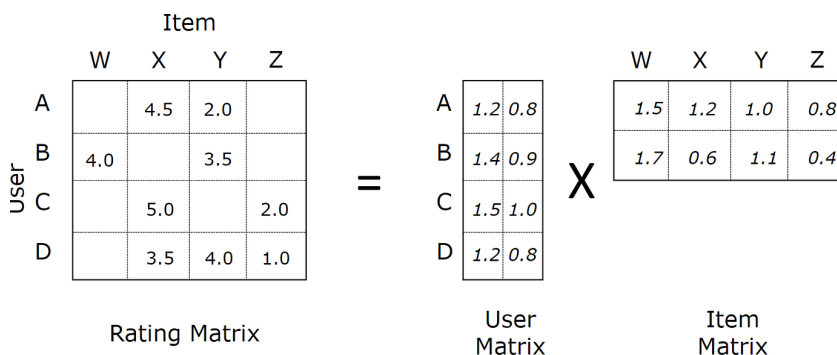 Item
W X Y Z
W X Y Z
A 4.5 2.0
A 1.2 0.8
1.5 1.2 1.0 0.8
B 4.0 3.5
B 1.4 0.9
1.7 0.6 1.1 0.4
User
=
X
C 5.0 2.0
C 1.5 1.0
D 3.5 4.0 1.0
D 1.2 0.8
Rating Matrix
User
Matrix
Item
Matrix